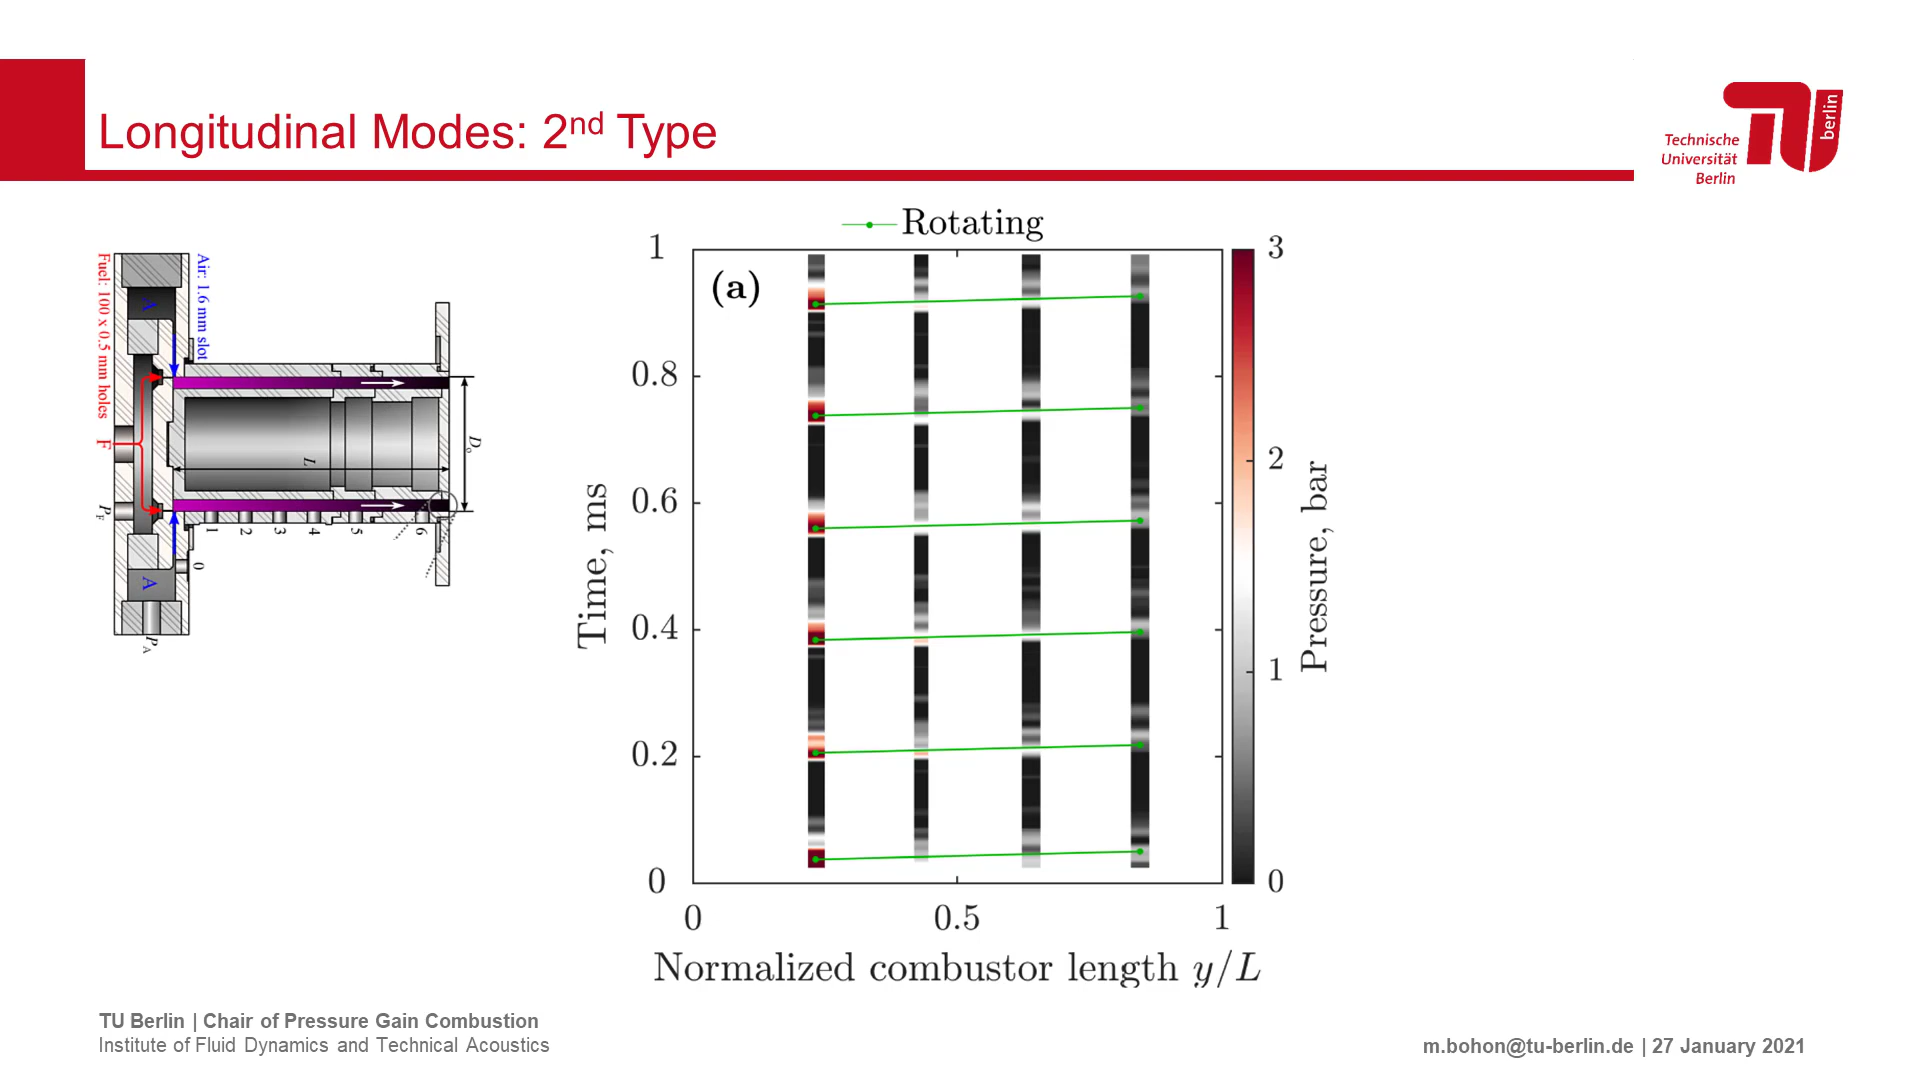 Longitudinal Modes: 2nd Type
Technische
Universität
Berlin
berlin
Fuel: 100 x 0.5 mm holes
Air: 1.6 mm slot
A
F
A
P_F
P_A
L
D_o
0
1
2
3
4
5
6
Rotating
(a)
1
0.8
0.6
0.4
0.2
0
Time, ms
0
0.5
1
Normalized combustor length y/L
3
2
1
0
Pressure, bar
TU Berlin | Chair of Pressure Gain Combustion
Institute of Fluid Dynamics and Technical Acoustics
m.bohon@tu-berlin.de | 27 January 2021